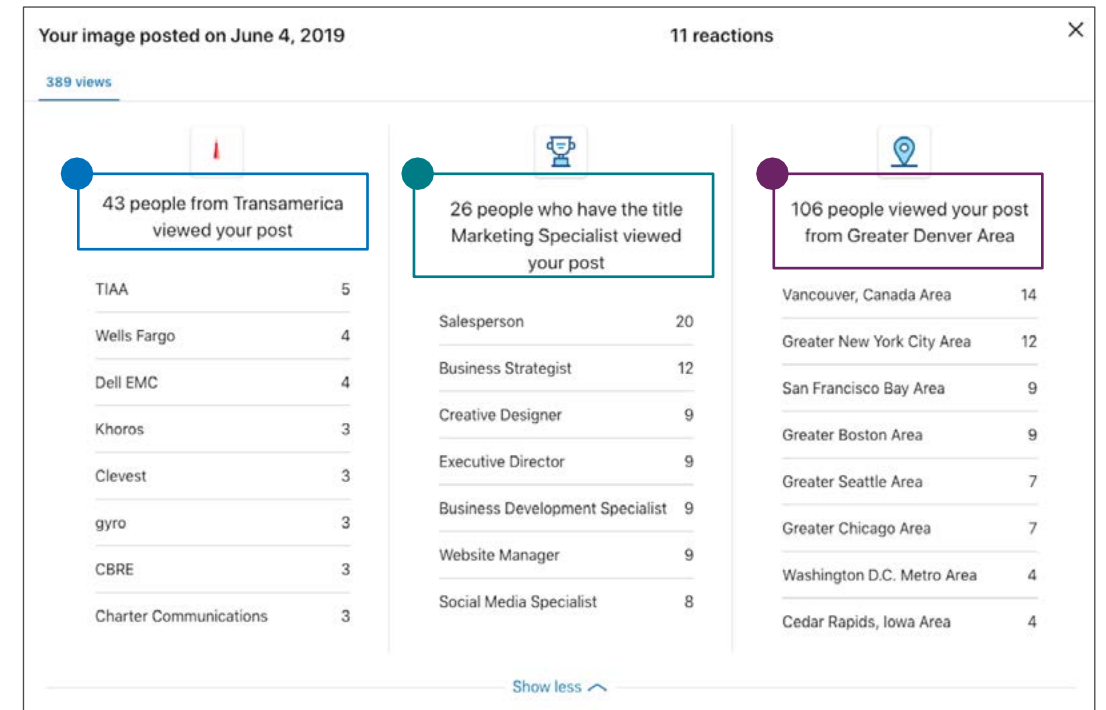 Your image posted on June 4, 2019
11 reactions
389 views
43 people from Transamerica
viewed your post
TIAA 5
Wells Fargo 4
Dell EMC 4
Khoros 3
Clevest 3
gyro 3
CBRE 3
Charter Communications 3
26 people who have the title
Marketing Specialist viewed
your post
Salesperson 20
Business Strategist 12
Creative Designer 9
Executive Director 9
Business Development Specialist 9
Website Manager 9
Social Media Specialist 8
106 people viewed your post
from Greater Denver Area
Vancouver, Canada Area 14
Greater New York City Area 12
San Francisco Bay Area 9
Greater Boston Area 9
Greater Seattle Area 7
Greater Chicago Area 7
Washington D.C. Metro Area 4
Cedar Rapids, Iowa Area 4
Show less